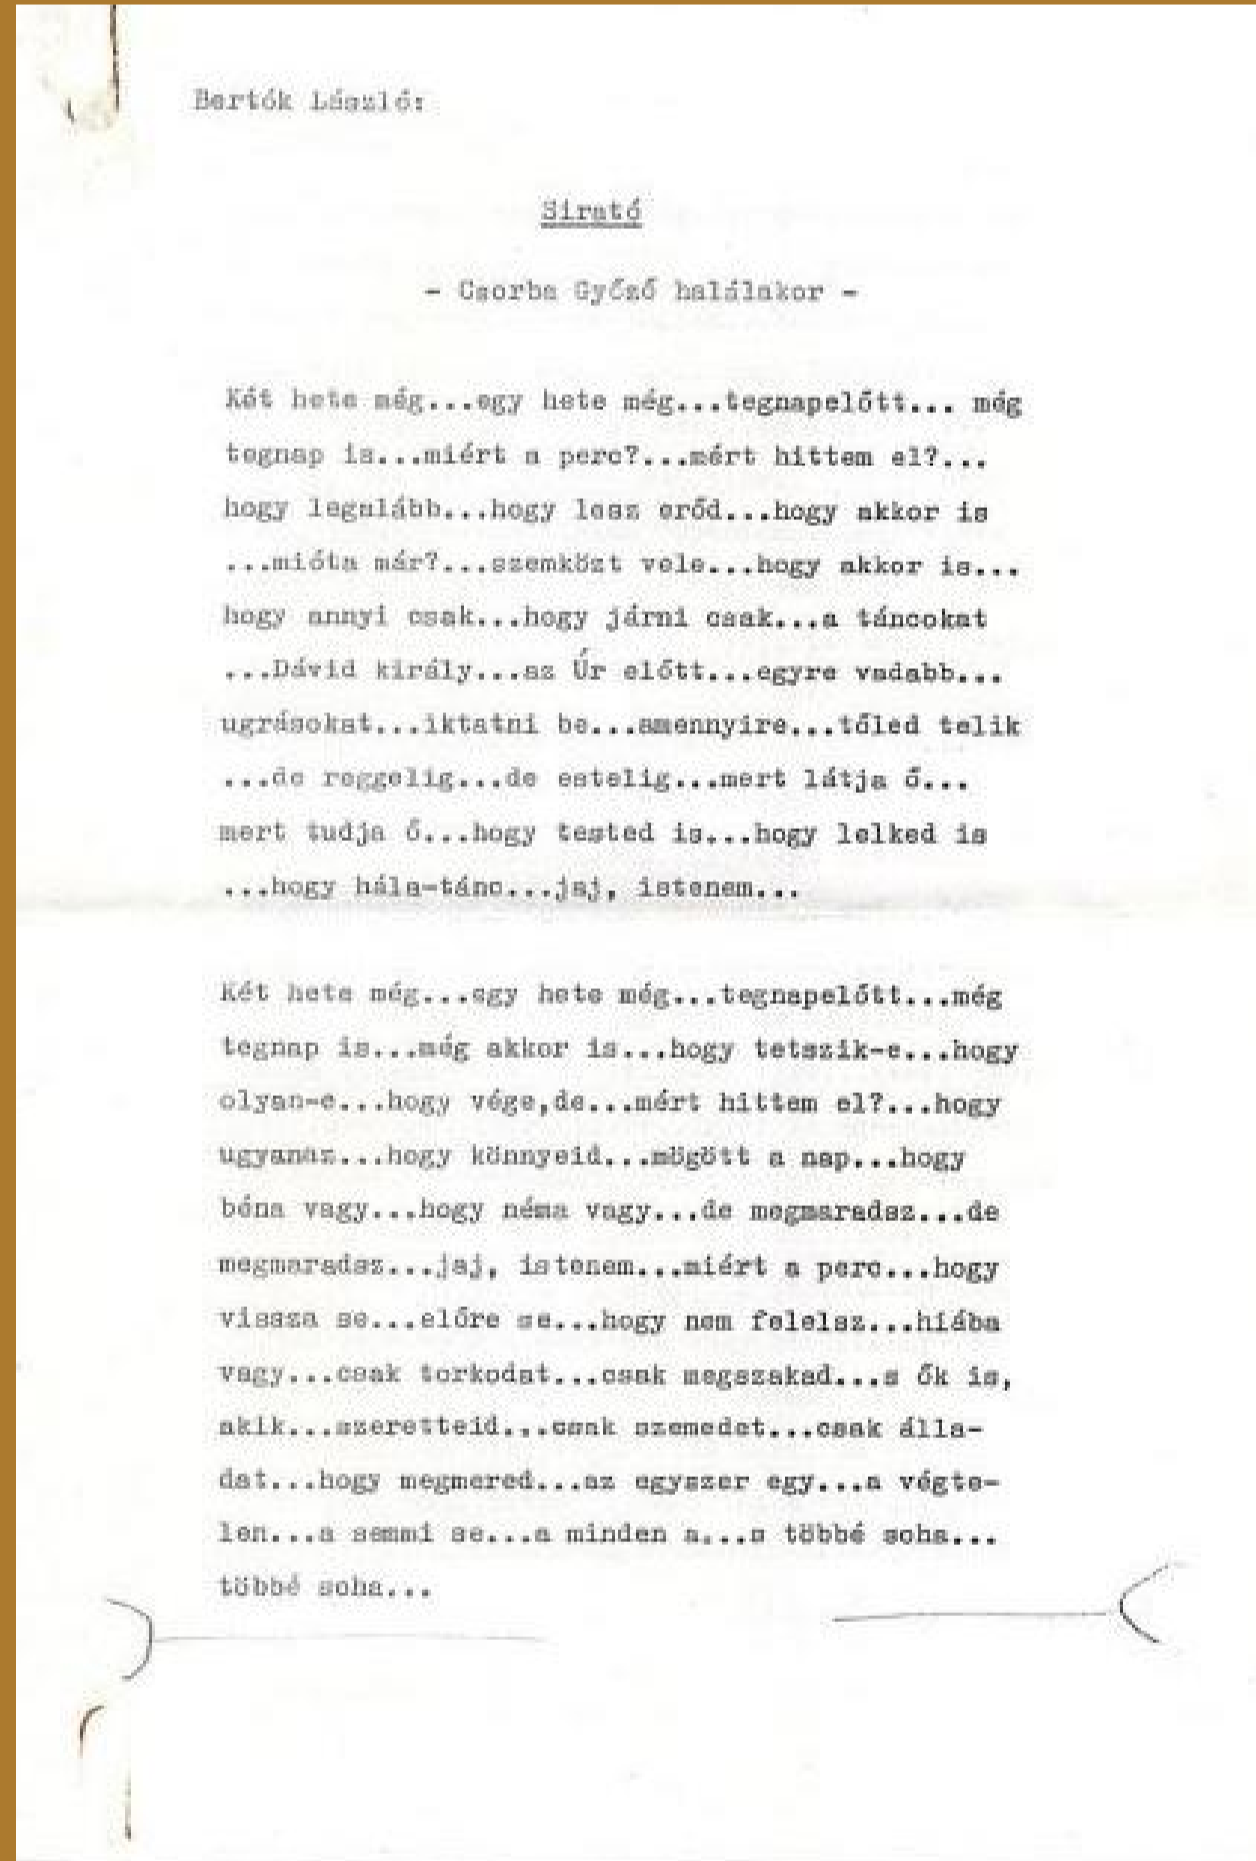 Bertók László:
Sirató
- Csorba Győző halálakor -
Két hete még...egy hete még...tegnapelőtt... még
tegnap is...miért a perc?...mért hittem el?...
hogy legalább...hogy lesz erőd...hogy akkor is
...mióta már?...szemközt vele...hogy akkor is...
hogy annyi csak...hogy járni csak...a táncokat
...Dávid király...az Úr előtt...egyre vadabb...
ugrásokat...iktatni be...amennyire...tőled telik
...de reggelig...de estelig...mert látja ő...
mert tudja ő...hogy tested is...hogy lelked is
...hogy hála-tánc...jaj, istenem...
Két hete még...egy hete még...tegnapelőtt...még
tegnap is...még akkor is...hogy tetszik-e...hogy
olyan-e...hogy vége,de...mért hittem el?...hogy
ugyanaz...hogy könnyeid...mögött a nap...hogy
béna vagy...hogy néma vagy...de megmaradsz...de
megmaradsz...jaj, istenem...miért a perc...hogy
vissza se...előre se...hogy nem felelsz...hiába
vagy...csak torkodat...csak megszakad...s ők is,
akik...szeretteid...csak szemedet...csak álla-
dat...hogy megmered...az egyszer egy...a végte-
len...a semmi se...a minden a...s többé soha...
többé soha...